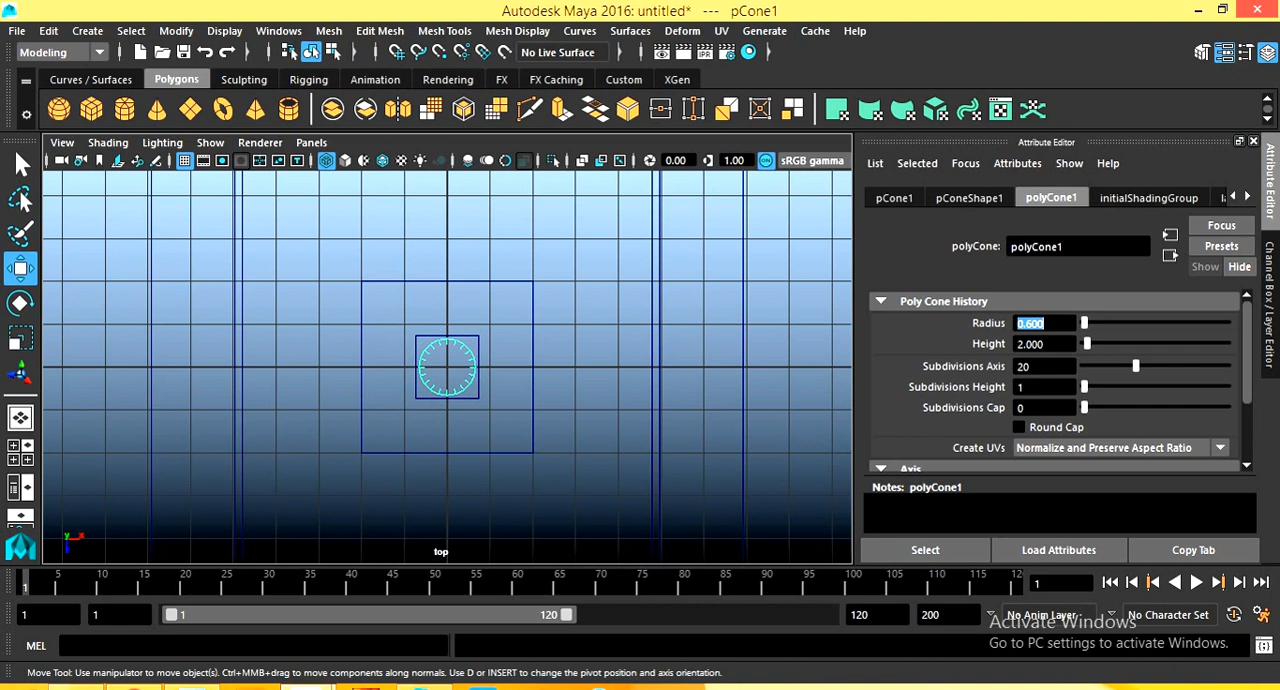 Autodesk Maya 2016: untitled* --- pCone1
File Edit Create Select Modify Display Windows Mesh Edit Mesh Mesh Tools Mesh Display Curves Surfaces Deform UV Generate Cache Help
Modeling No Live Surface
Curves / Surfaces Polygons Sculpting Rigging Animation Rendering FX FX Caching Custom XGen
View Shading Lighting Show Renderer Panels
0.00 1.00 ON sRGB gamma
Attribute Editor
List Selected Focus Attributes Show Help
pCone1 pConeShape1 polyCone1 initialShadingGroup
polyCone: polyCone1
Focus
Presets
Show Hide
Poly Cone History
Radius 0.600
Height 2.000
Subdivisions Axis 20
Subdivisions Height 1
Subdivisions Cap 0
Round Cap
Create UVs Normalize and Preserve Aspect Ratio
Axis
Notes: polyCone1
Select Load Attributes Copy Tab
Attribute Editor
Channel Box / Layer Editor
y x
top
1 5 10 15 20 25 30 35 40 45 50 55 60 65 70 75 80 85 90 95 100 105 110 115 12
1
1 1 1 120 120 200 No Anim Layer No Character Set
Activate Windows
Go to PC settings to activate Windows.
MEL
Move Tool: Use manipulator to move object(s). Ctrl+MMB+drag to move components along normals. Use D or INSERT to change the pivot position and axis orientation.